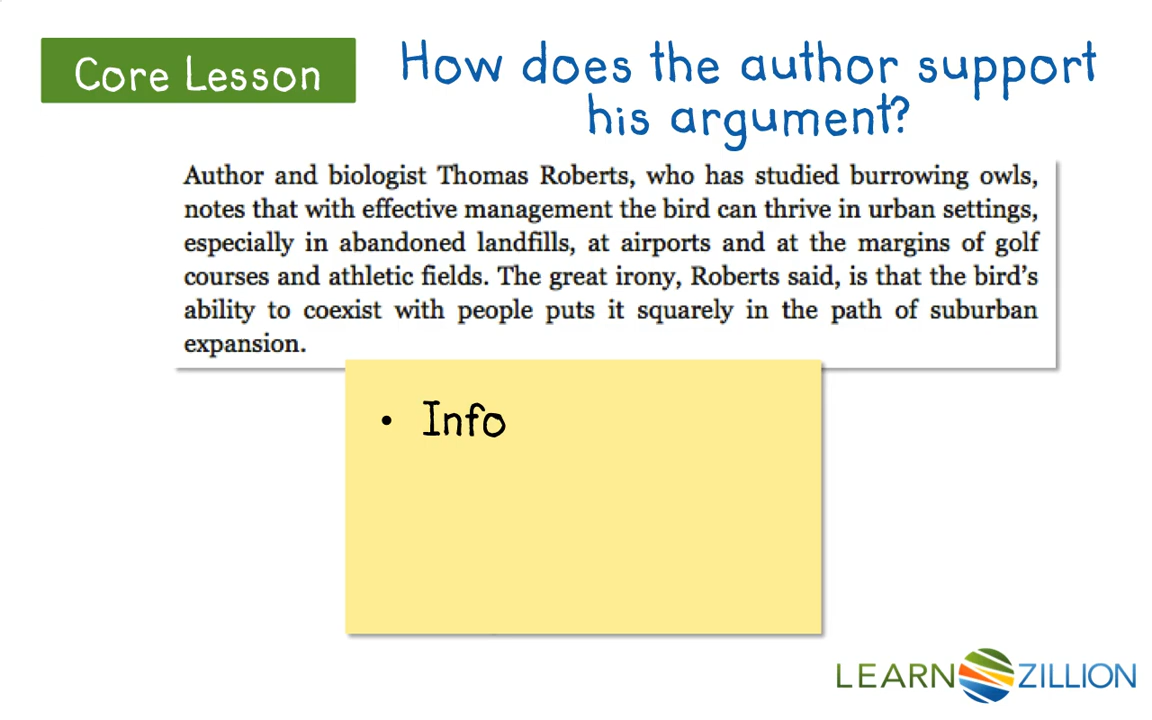 Core Lesson
How does the author support
his argument?
Author and biologist Thomas Roberts, who has studied burrowing owls,
notes that with effective management the bird can thrive in urban settings,
especially in abandoned landfills, at airports and at the margins of golf
courses and athletic fields. The great irony, Roberts said, is that the bird’s
ability to coexist with people puts it squarely in the path of suburban
expansion.
• Info
LEARN ZILLION